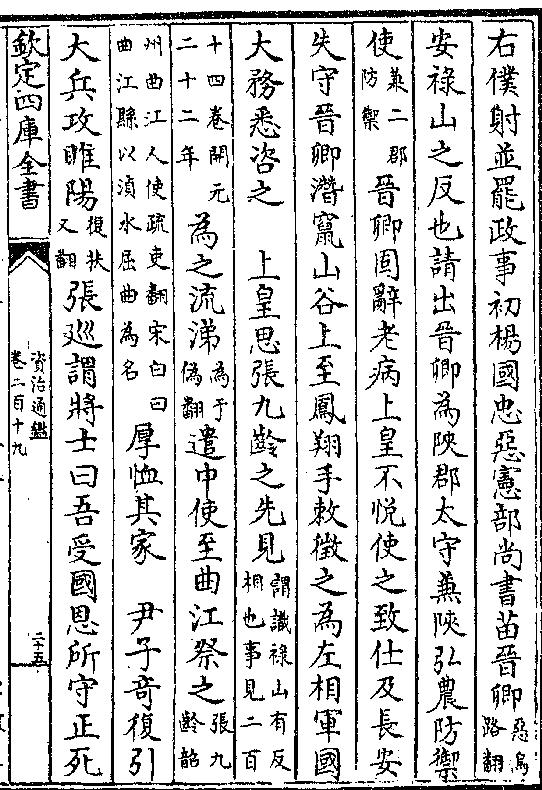 右僕射並罷政事初楊國忠惡憲部尚書苗晉卿惡烏路翻
安祿山之反也請出晉卿為陜郡太守兼陜弘農防禦
使兼二郡防禦晉卿固辭老病上皇不悦使之致仕及長安
失守晉卿潛竄山谷上至鳳翔手敕徵之為左相軍國
大務悉咨之　上皇思張九齡之先見謂識祿山有反相也事見二百
十四卷開元二十二年為之流涕為于偽翻遣中使至曲江祭之張九齡韶
州曲江人使疏吏翻宋白曰曲江縣以湞水屈曲為名厚恤其家　尹子竒復引
大兵攻睢陽復扶又翻張巡謂將士曰吾受國恩所守正死
欽定四庫全書
資治通鑑
卷二百十九
二十五